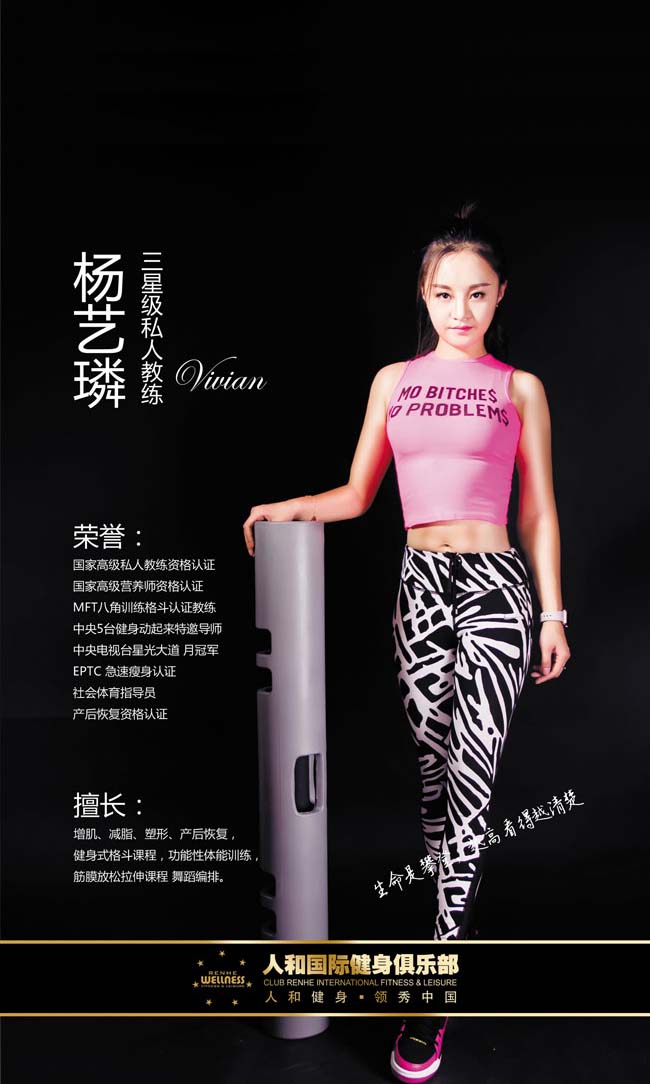 杨艺璘
三星级私人教练
Vivian
MO BITCHE$
O PROBLEM$
荣誉：
国家高级私人教练资格认证
国家高级营养师资格认证
MFT八角训练格斗认证教练
中央5台健身动起来特邀导师
中央电视台星光大道 月冠军
EPTC 急速瘦身认证
社会体育指导员
产后恢复资格认证
擅长：
增肌、减脂、塑形、产后恢复，
健身式格斗课程，功能性体能训练，
筋膜放松拉伸课程 舞蹈编排。
生命是攀 高看得越清楚
RENHE
WELLNESS
FITNESS & LEISURE
人和国际健身俱乐部
CLUB RENHE INTERNATIONAL FITNESS & LEISURE
人和健身·领秀中国